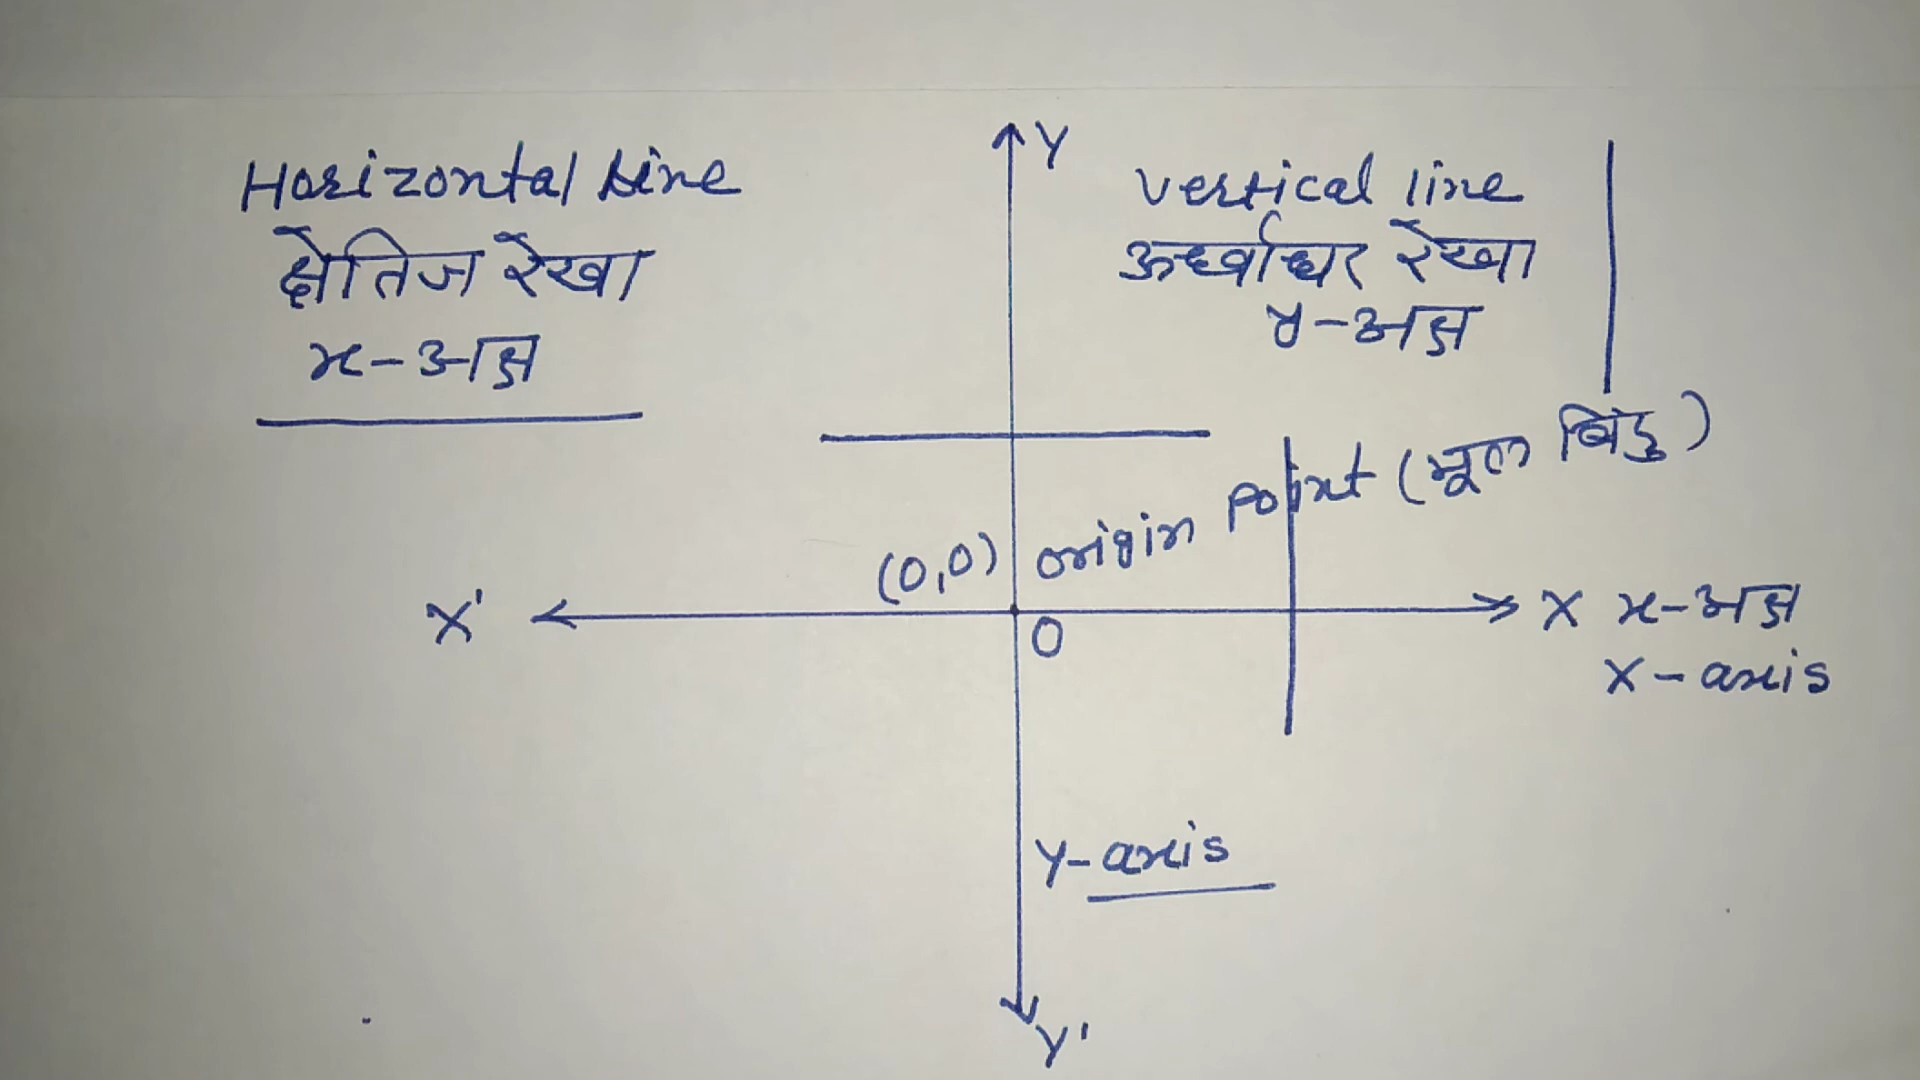 Y
Horizontal line
क्षेतिज रेखा
x-अक्ष
vertical line
ऊर्ध्वाधर रेखा
y-अक्ष
(0,0) origin Point (मूल बिंदु)
X' O X x-अक्ष
X-axis
Y-axis
Y'